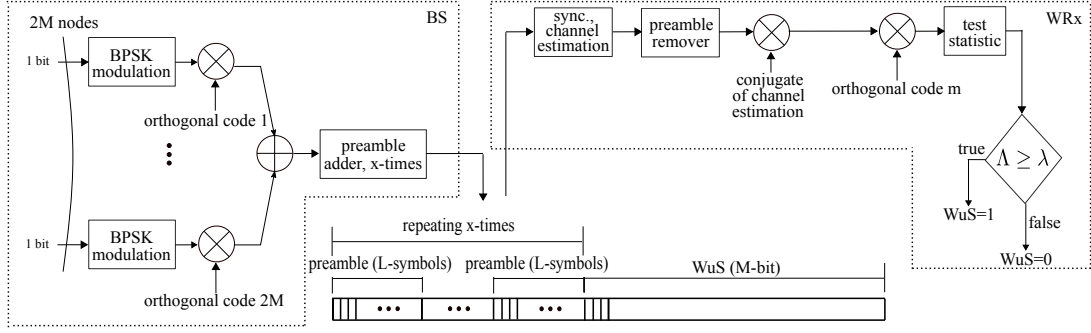 2M nodes
BS
1 bit
BPSK
modulation
orthogonal code 1
1 bit
BPSK
modulation
orthogonal code 2M
preamble
adder, x-times
repeating x-times
preamble (L-symbols)
preamble (L-symbols)
WuS (M-bit)
WRx
sync.,
channel
estimation
preamble
remover
conjugate
of channel
estimation
orthogonal code m
test
statistic
Λ ≥ λ
true
WuS=1
false
WuS=0